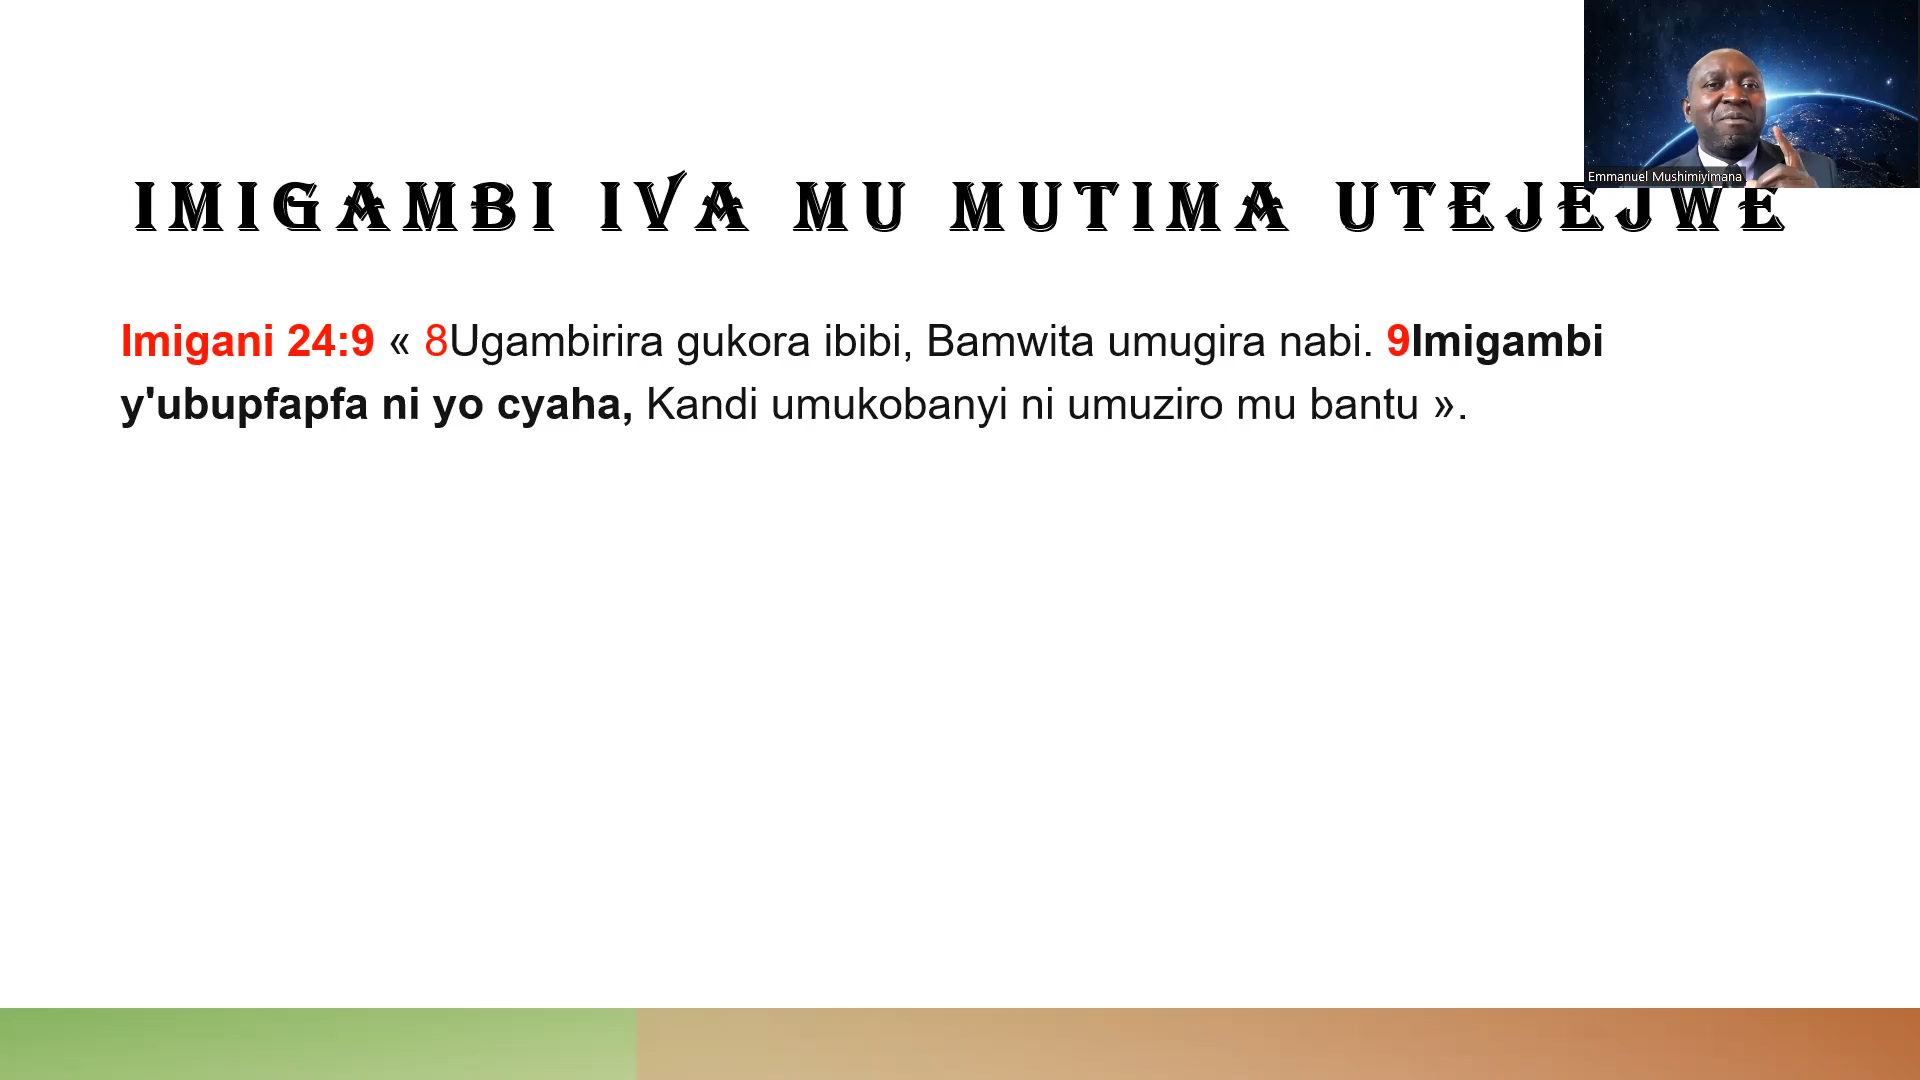 IMIGAMBI IVA MU MUTIMA UTEJEJWE
Emmanuel Mushimiyimana
Imigani 24:9 « 8Ugambirira gukora ibibi, Bamwita umugira nabi. 9Imigambi
y'ubupfapfa ni yo cyaha, Kandi umukobanyi ni umuziro mu bantu ».